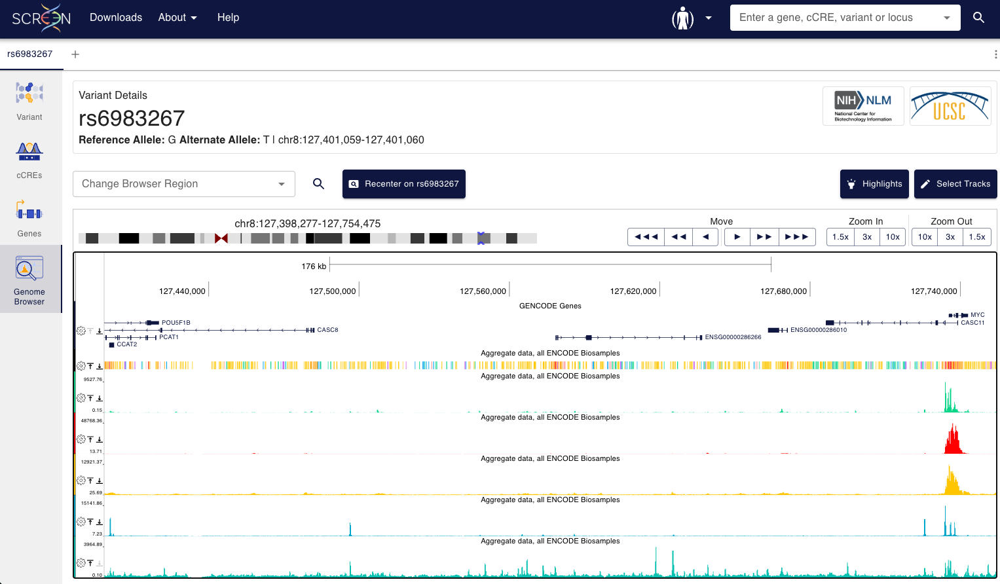 SCREEN Downloads About Help Enter a gene, cCRE, variant or locus
rs6983267
Variant
cCREs
Genes
Genome
Browser
Variant Details
rs6983267
Reference Allele: G Alternate Allele: T | chr8:127,401,059-127,401,060
NIH NLM
National Center for
Biotechnology Information
UCSC
Change Browser Region
Recenter on rs6983267
Highlights
Select Tracks
chr8:127,398,277-127,754,475
Move
Zoom In
1.5x 3x 10x
Zoom Out
10x 3x 1.5x
176 kb
127,440,000 127,500,000 127,560,000 127,620,000 127,680,000 127,740,000
GENCODE Genes
MYC
POU5F1B CASC11
CASC8 ENSG00000286010
PCAT1 ENSG00000286266
CCAT2
Aggregate data, all ENCODE Biosamples
Aggregate data, all ENCODE Biosamples
9527.76
0.15
Aggregate data, all ENCODE Biosamples
48768.36
13.71
Aggregate data, all ENCODE Biosamples
12921.37
25.69
Aggregate data, all ENCODE Biosamples
15141.86
7.23
Aggregate data, all ENCODE Biosamples
3964.89
0.10